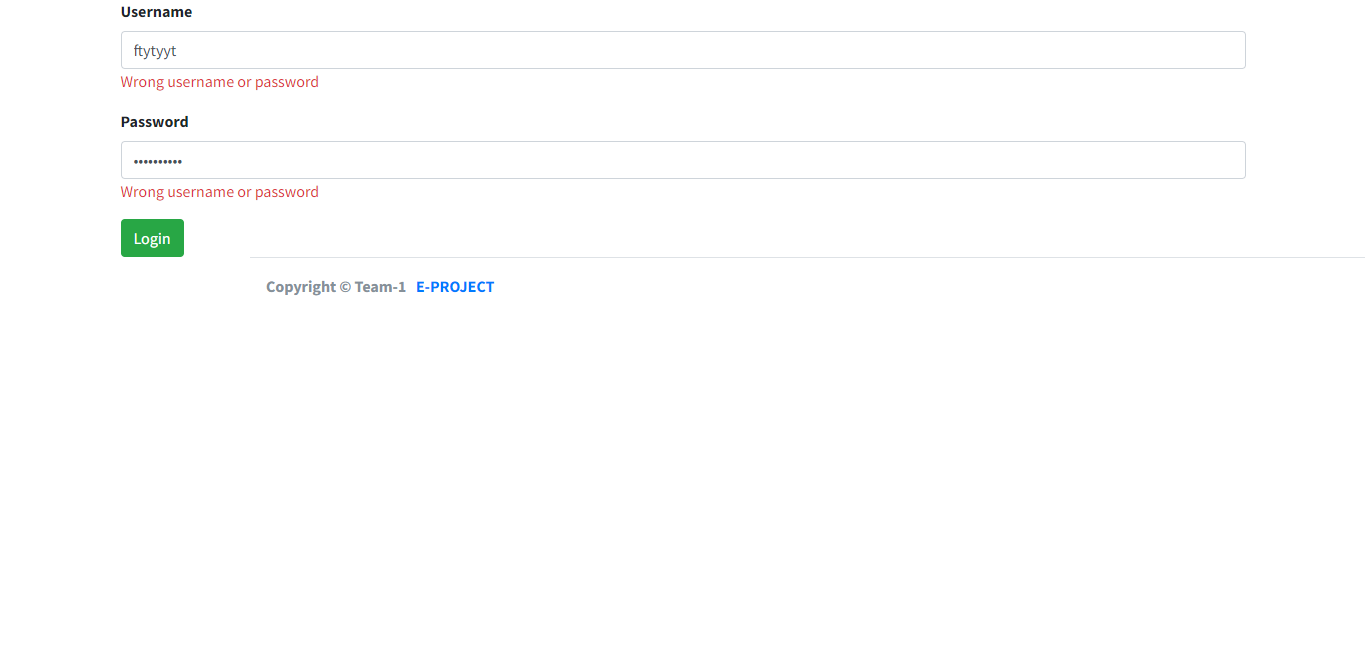 Username
ftytyyt
Wrong username or password
Password
••••••••••
Wrong username or password
Login
Copyright © Team-1 E-PROJECT